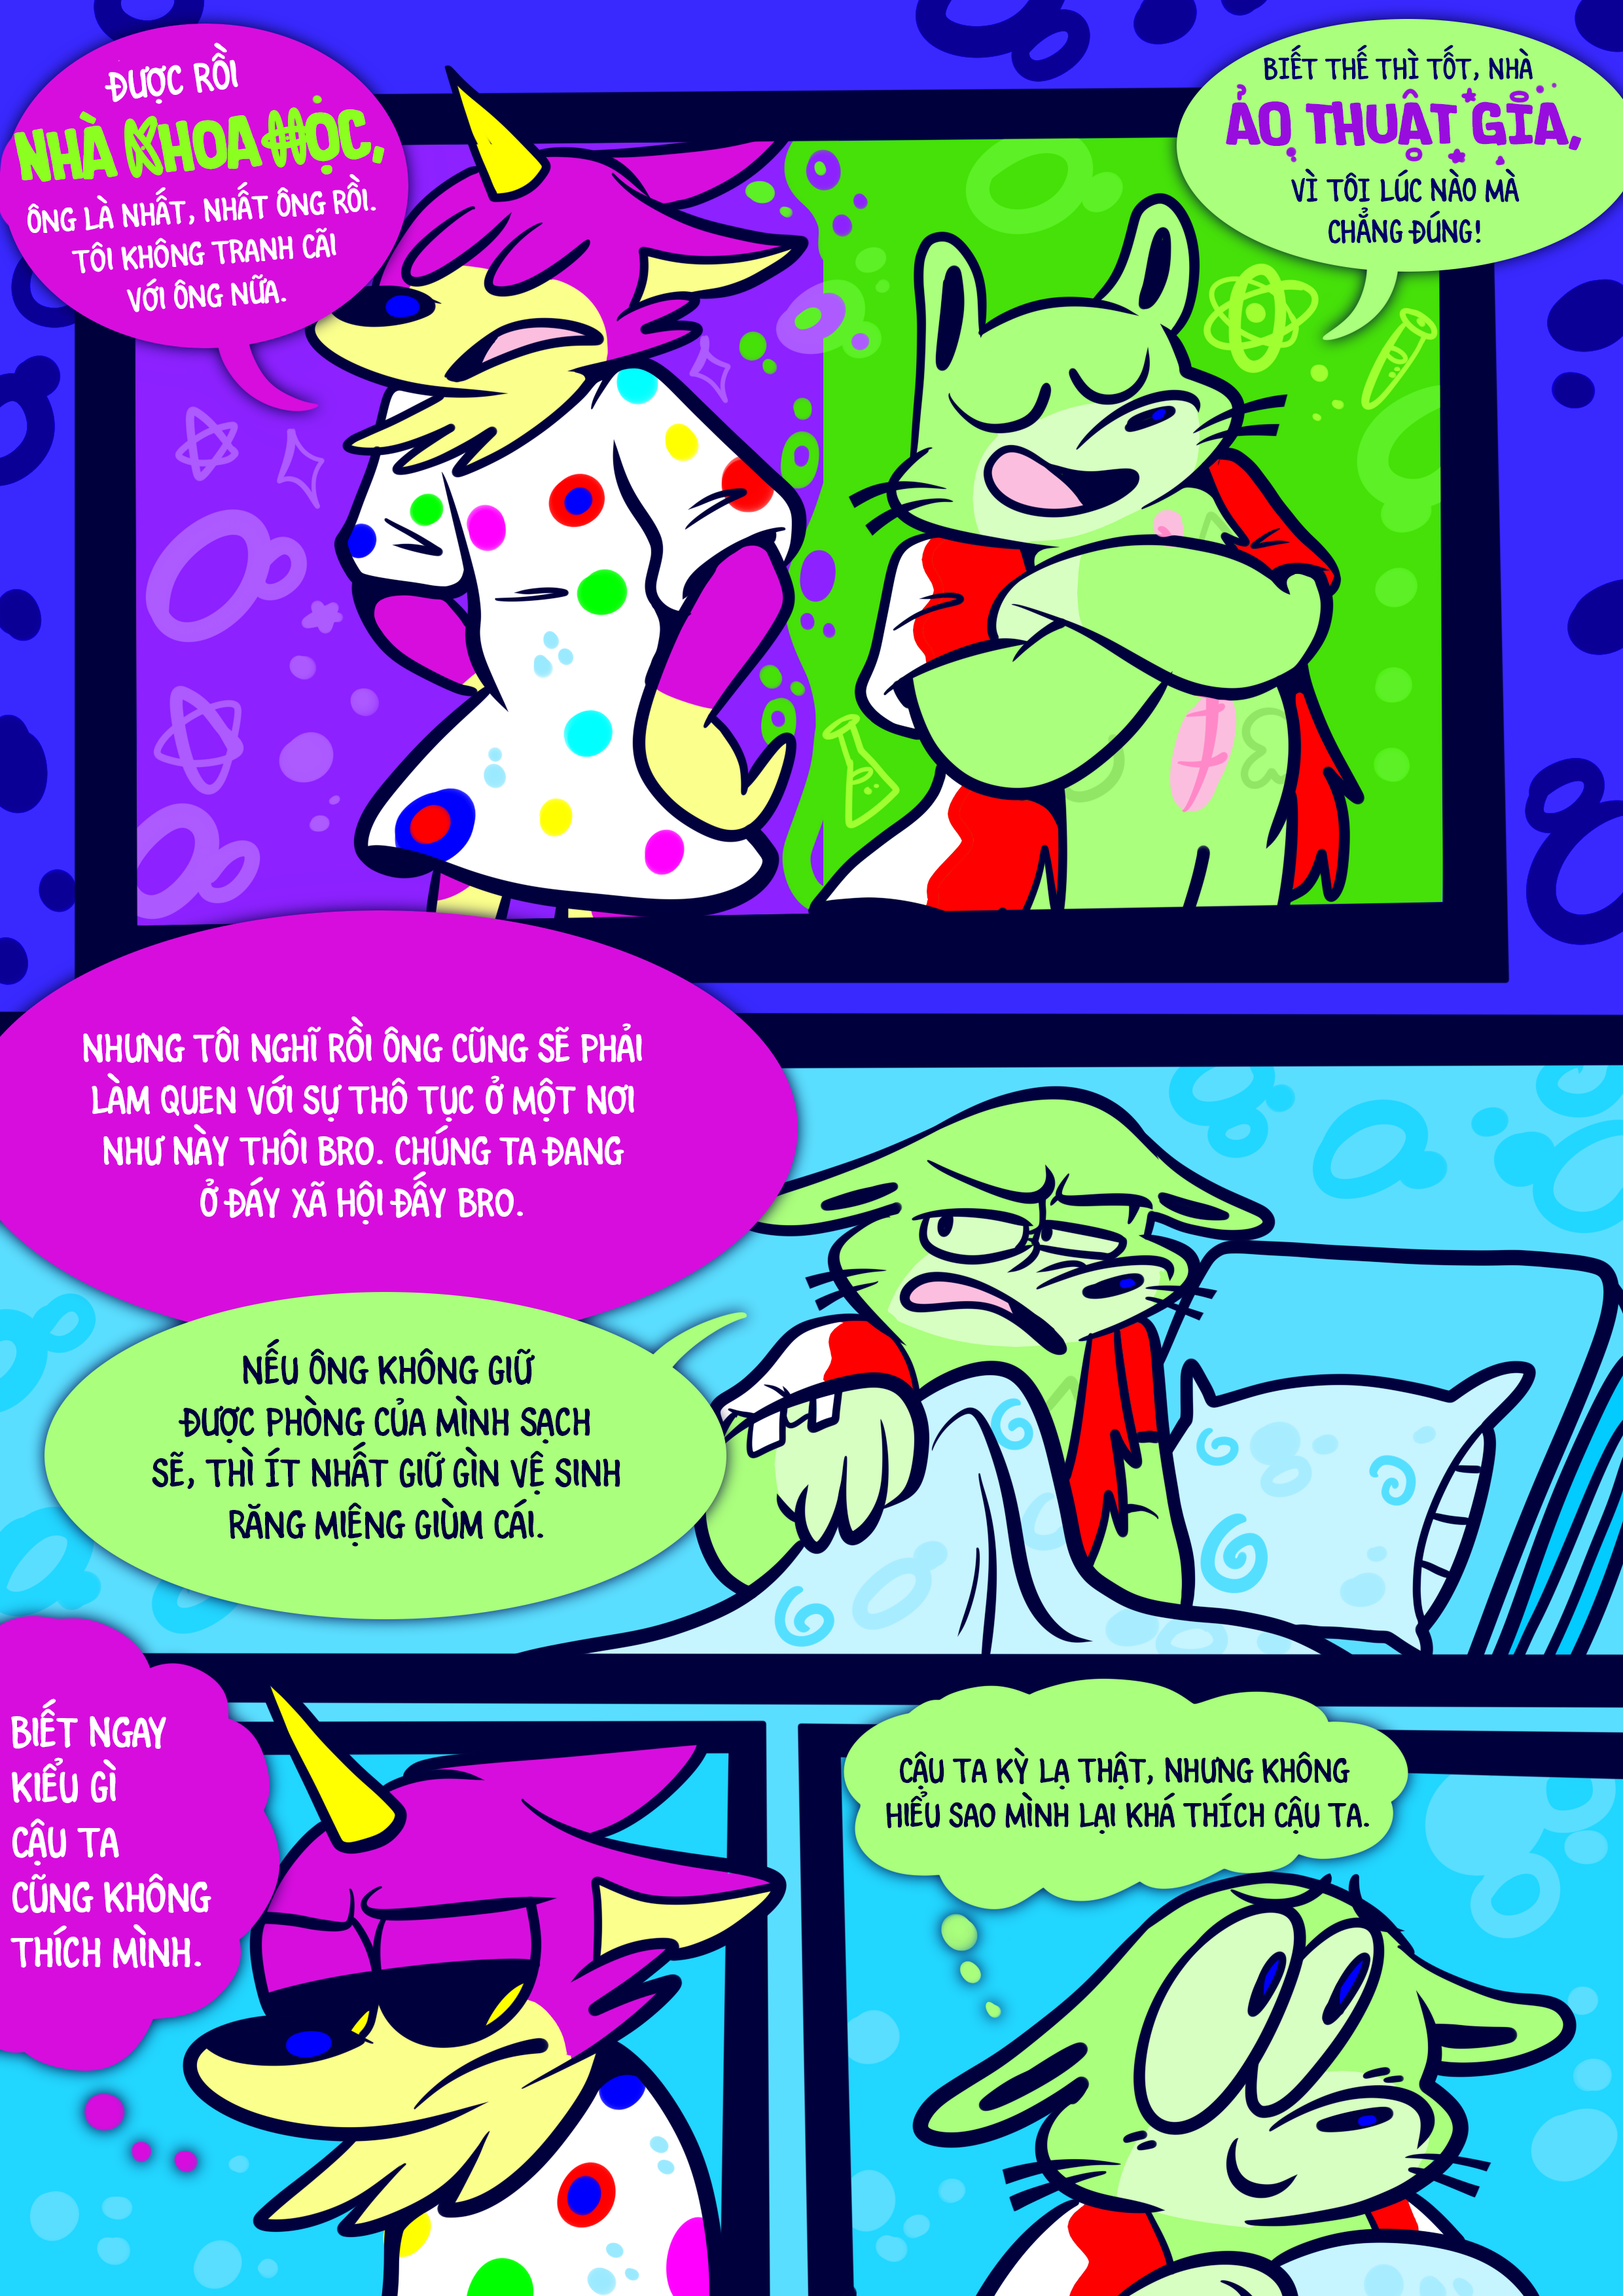 ĐƯỢC RỒI
NHÀ KHOA HỌC,
ÔNG LÀ NHẤT, NHẤT ÔNG RỒI.
TÔI KHÔNG TRANH CÃI
VỚI ÔNG NỮA.
BIẾT THẾ THÌ TỐT, NHÀ
ẢO THUẬT GIA,
VÌ TÔI LÚC NÀO MÀ
CHẲNG ĐÚNG!
NHƯNG TÔI NGHĨ RỒI ÔNG CŨNG SẼ PHẢI
LÀM QUEN VỚI SỰ THÔ TỤC Ở MỘT NƠI
NHƯ NÀY THÔI BRO. CHÚNG TA ĐANG
Ở ĐÁY XÃ HỘI ĐẤY BRO.
NẾU ÔNG KHÔNG GIỮ
ĐƯỢC PHÒNG CỦA MÌNH SẠCH
SẼ, THÌ ÍT NHẤT GIỮ GÌN VỆ SINH
RĂNG MIỆNG GIÙM CÁI.
BIẾT NGAY
KIỂU GÌ
CẬU TA
CŨNG KHÔNG
THÍCH MÌNH.
CẬU TA KỲ LẠ THẬT, NHƯNG KHÔNG
HIỂU SAO MÌNH LẠI KHÁ THÍCH CẬU TA.